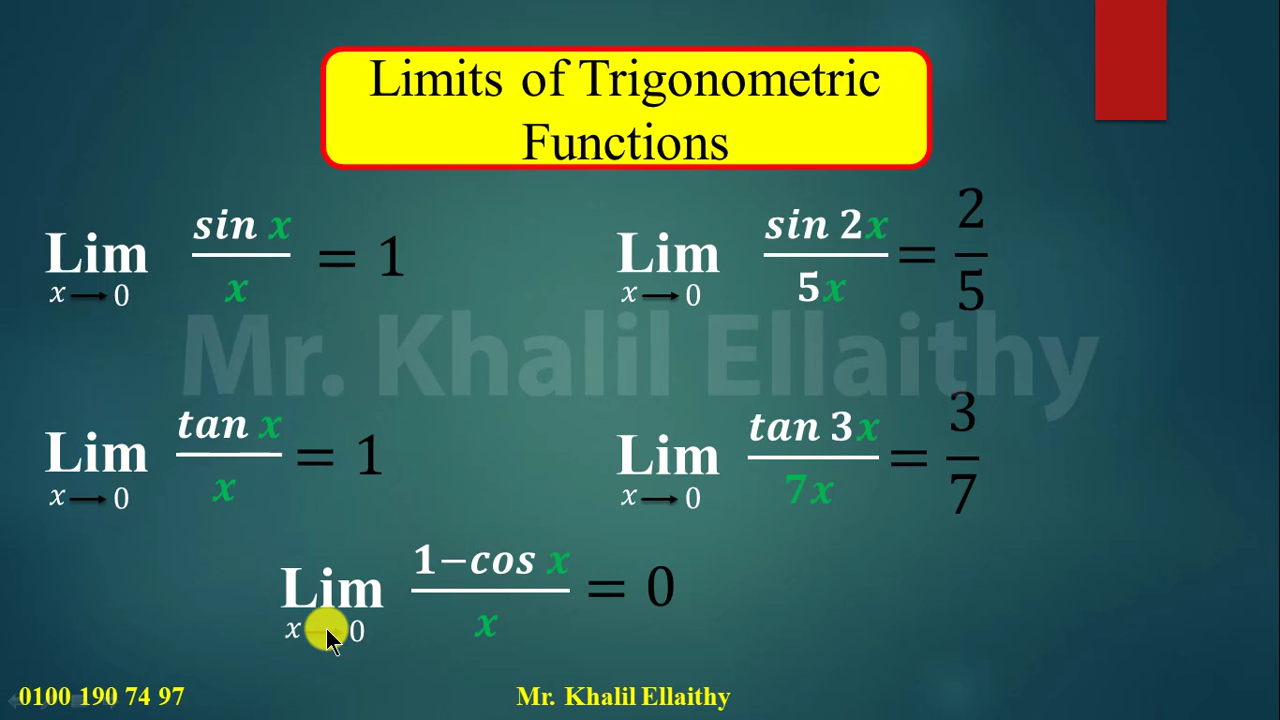 Limits of Trigonometric
Functions
Lim x→0 sin x / x = 1
Lim x→0 sin 2x / 5x = 2/5
Mr. Khalil Ellaithy
Lim x→0 tan x / x = 1
Lim x→0 tan 3x / 7x = 3/7
Lim x→0 1−cos x / x = 0
0100 190 74 97
Mr. Khalil Ellaithy